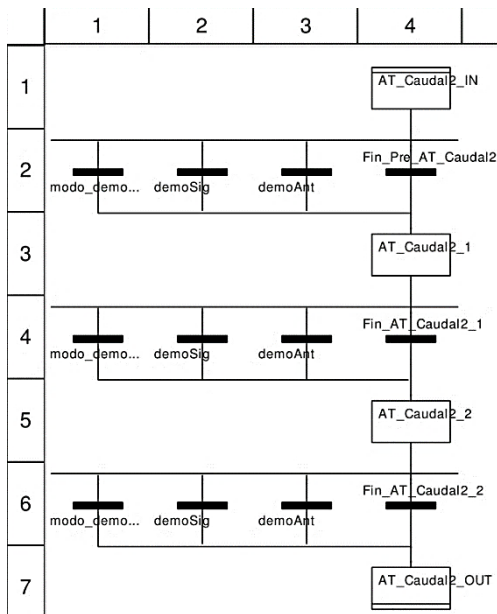 1 2 3 4
1 AT_Caudal2_IN
Fin_Pre_AT_Caudal2
2
modo_demo... demoSig demoAnt
3 AT_Caudal2_1
Fin_AT_Caudal2_1
4
modo_demo... demoSig demoAnt
5 AT_Caudal2_2
Fin_AT_Caudal2_2
6
modo_demo... demoSig demoAnt
7 AT_Caudal2_OUT